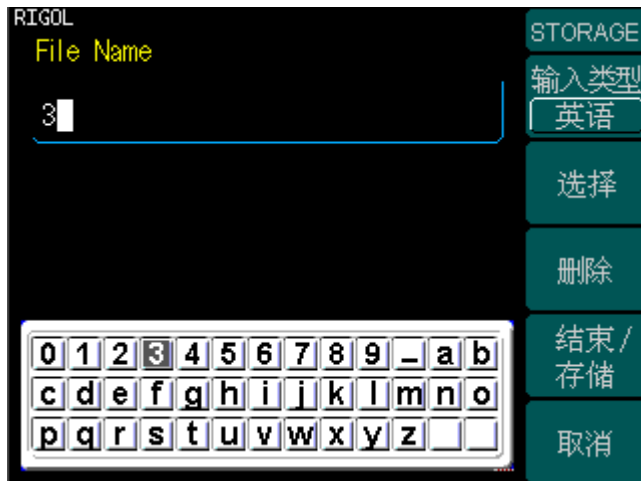 RIGOL
File Name
3
STORAGE
输入类型
英语
选择
删除
结束/
存储
取消
0 1 2 3 4 5 6 7 8 9 _ a b
c d e f g h i j k l m n o
p q r s t u v w x y z